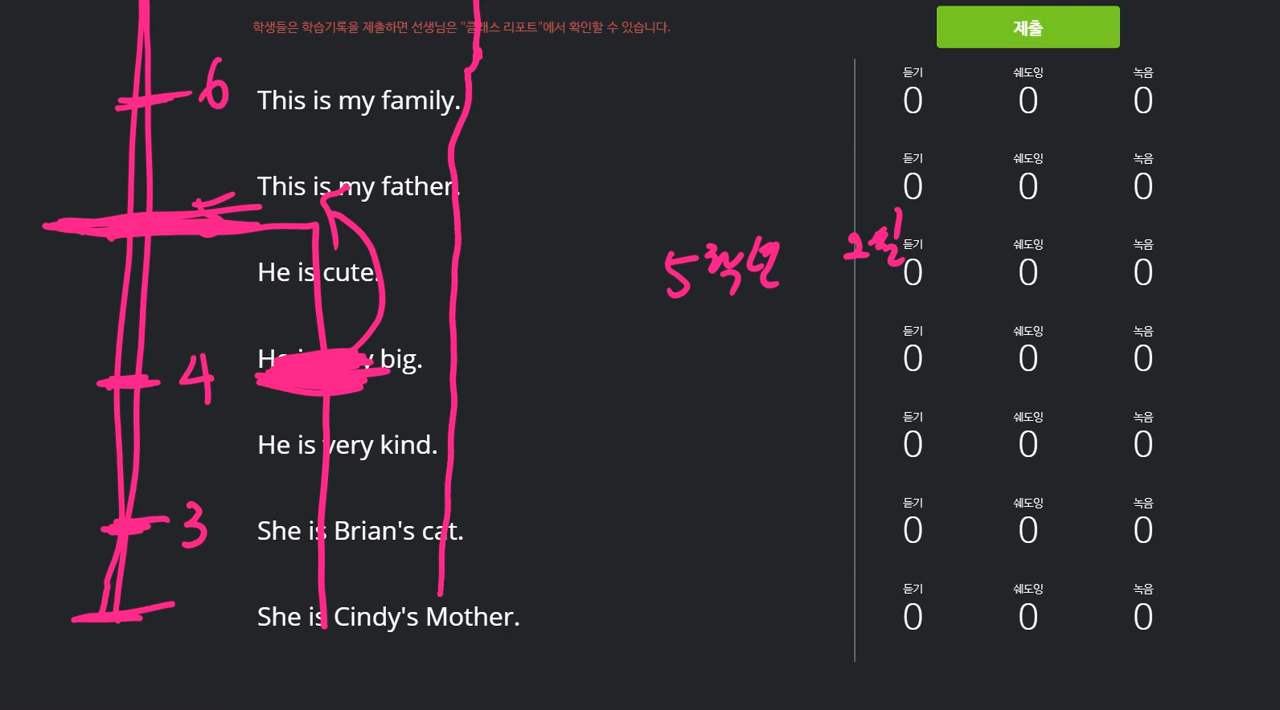 학생들은 학습기록을 제출하면 선생님은 "클래스 리포트"에서 확인할 수 있습니다.
제출
6
This is my family.
듣기 쉐도잉 녹음
0 0 0
This is my father.
듣기 쉐도잉 녹음
0 0 0
He is cute.
5학년
듣기 쉐도잉 녹음
0 0 0
4
He is very big.
듣기 쉐도잉 녹음
0 0 0
He is very kind.
듣기 쉐도잉 녹음
0 0 0
3
She is Brian's cat.
듣기 쉐도잉 녹음
0 0 0
She is Cindy's Mother.
듣기 쉐도잉 녹음
0 0 0